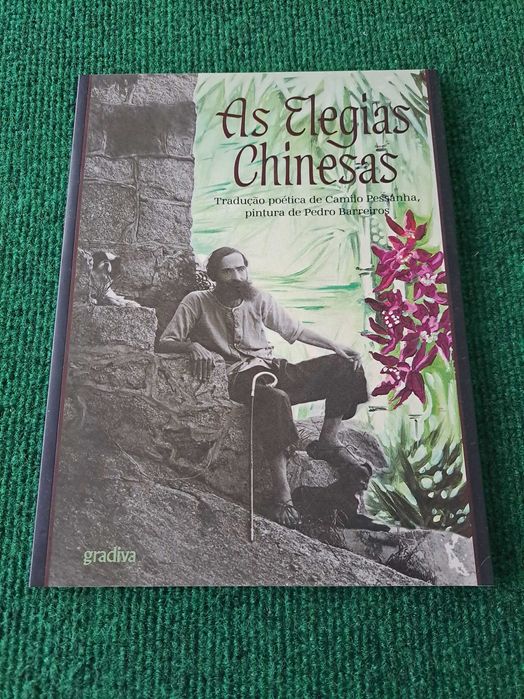 As Elegias
Chinesas
Tradução poética de Camilo Pessanha,
pintura de Pedro Barreiros
gradiva